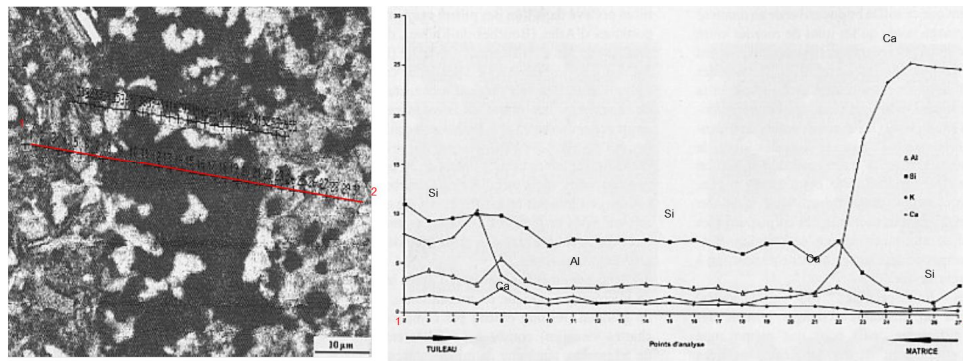 1
2
10 µm
30
25
20
15
10
5
0
Ca
Si
Si
Al
Ca
Ca
Si
Al
Si
K
Ca
1
2 3 4 5 6 7 8 9 10 11 12 13 14 15 16 17 18 19 20 21 22 23 24 25 26 27
TUILEAU
Points d'analyse
MATRICE